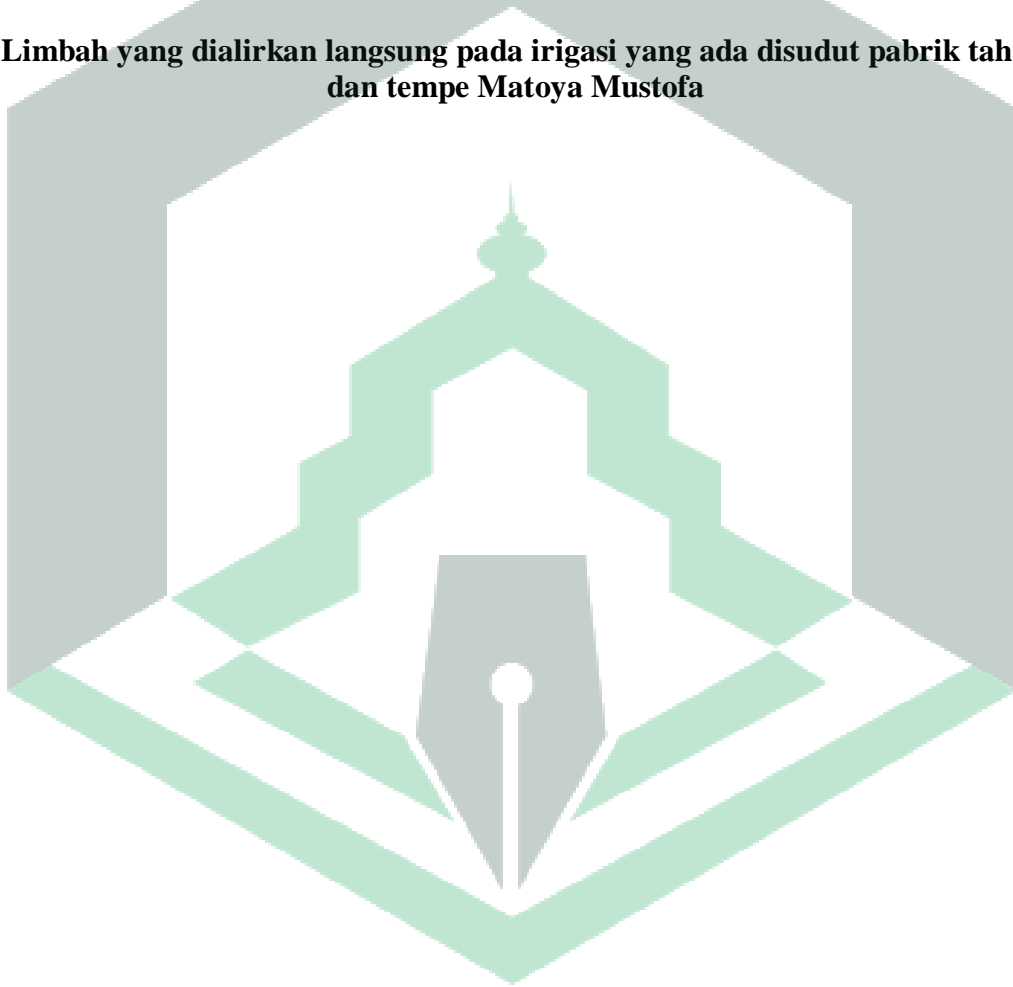 Limbah yang dialirkan langsung pada irigasi yang ada disudut pabrik tah
dan tempe Matoya Mustofa